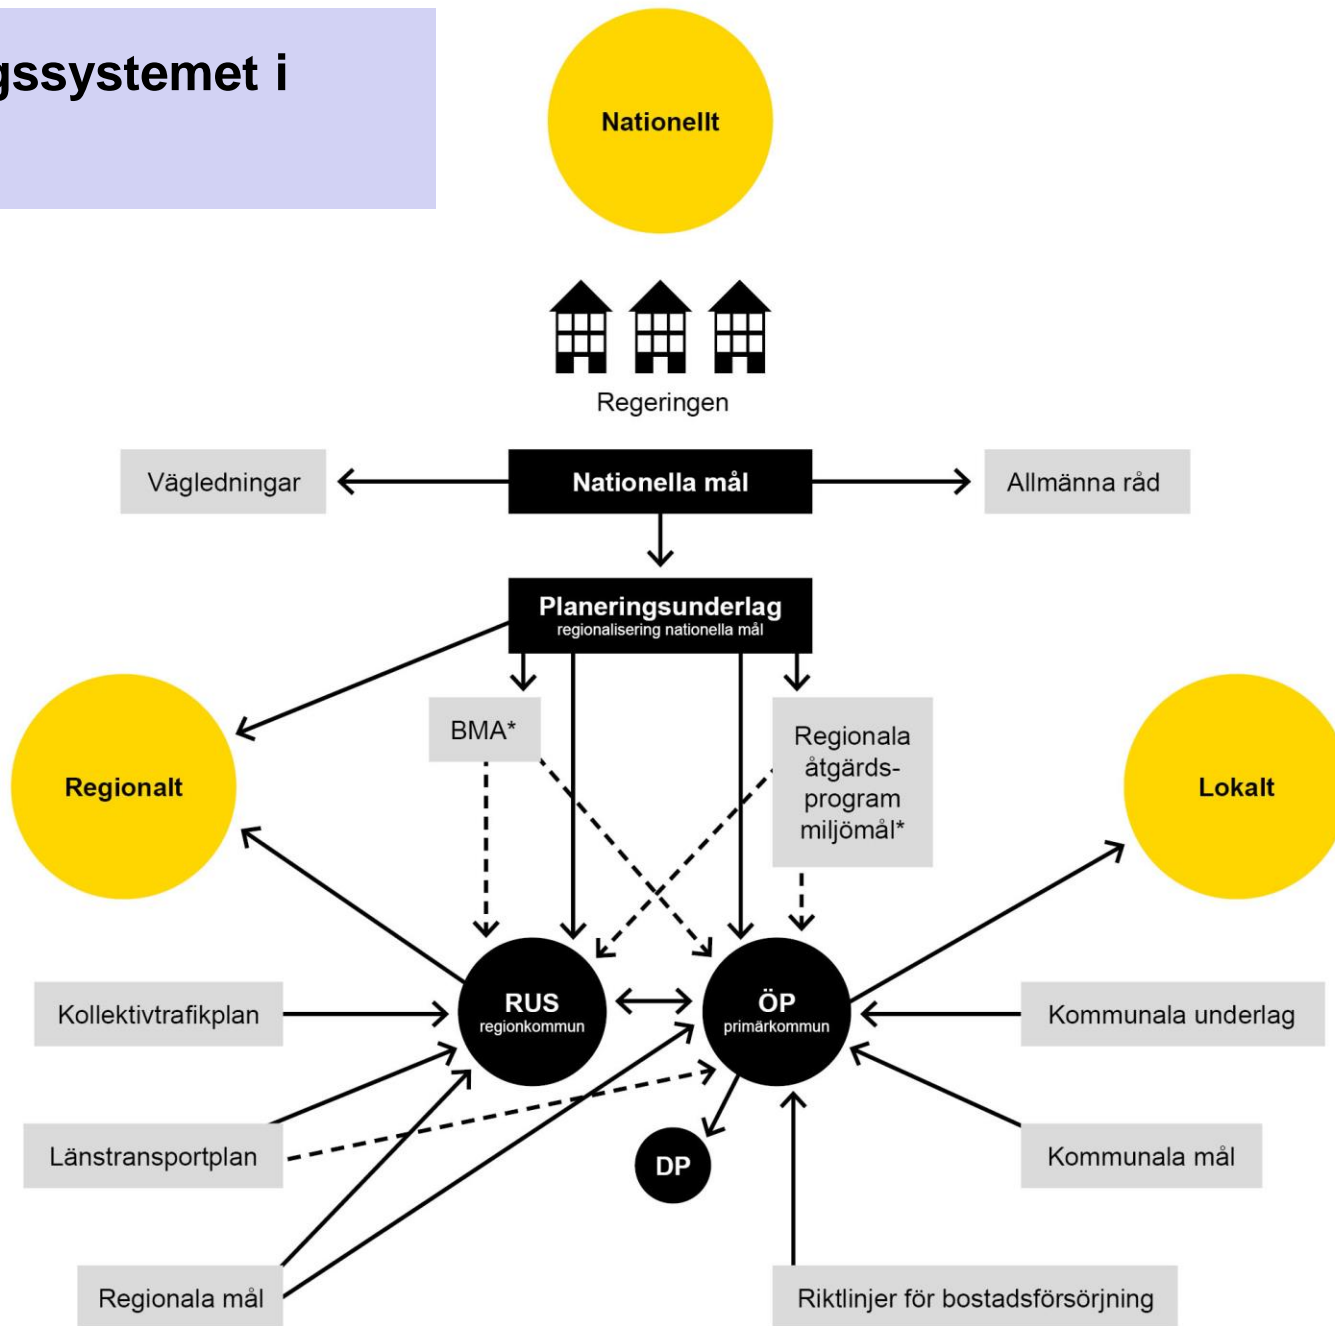 gssystemet i
Nationellt
Regeringen
Vägledningar
Nationella mål
Allmänna råd
Planeringsunderlag
regionalisering nationella mål
BMA*
Regionala
åtgärds-
program
miljömål*
Regionalt
Lokalt
RUS
regionkommun
ÖP
primärkommun
Kollektivtrafikplan
Kommunala underlag
Länstransportplan
DP
Kommunala mål
Regionala mål
Riktlinjer för bostadsförsörjning